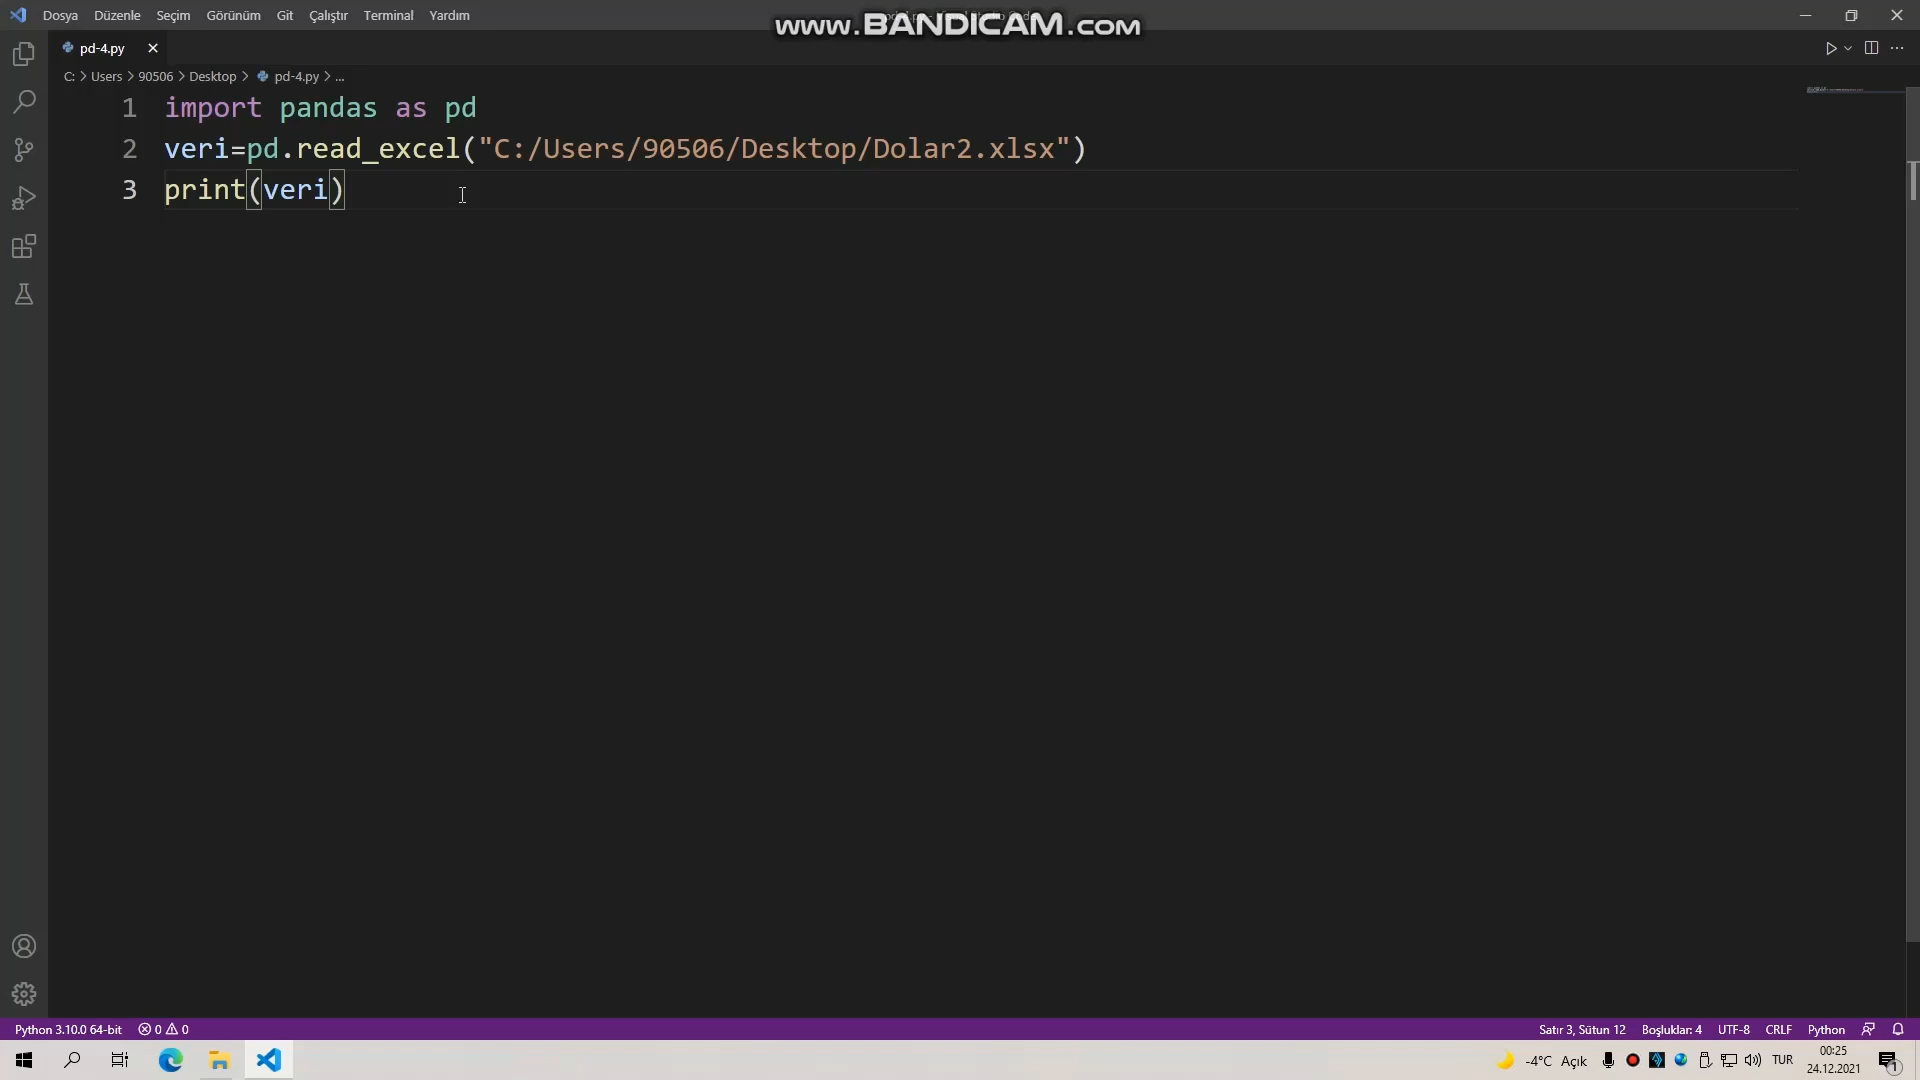 Dosya Düzenle Seçim Görünüm Git Çalıştır Terminal Yardım
www.BANDICAM.com
pd-4.py
C: > Users > 90506 > Desktop > pd-4.py > ...
1 import pandas as pd
2 veri=pd.read_excel("C:/Users/90506/Desktop/Dolar2.xlsx")
3 print(veri)
Python 3.10.0 64-bit 0 0 Satır 3, Sütun 12 Boşluklar: 4 UTF-8 CRLF Python
-4°C Açık TUR 00:25
24.12.2021 1